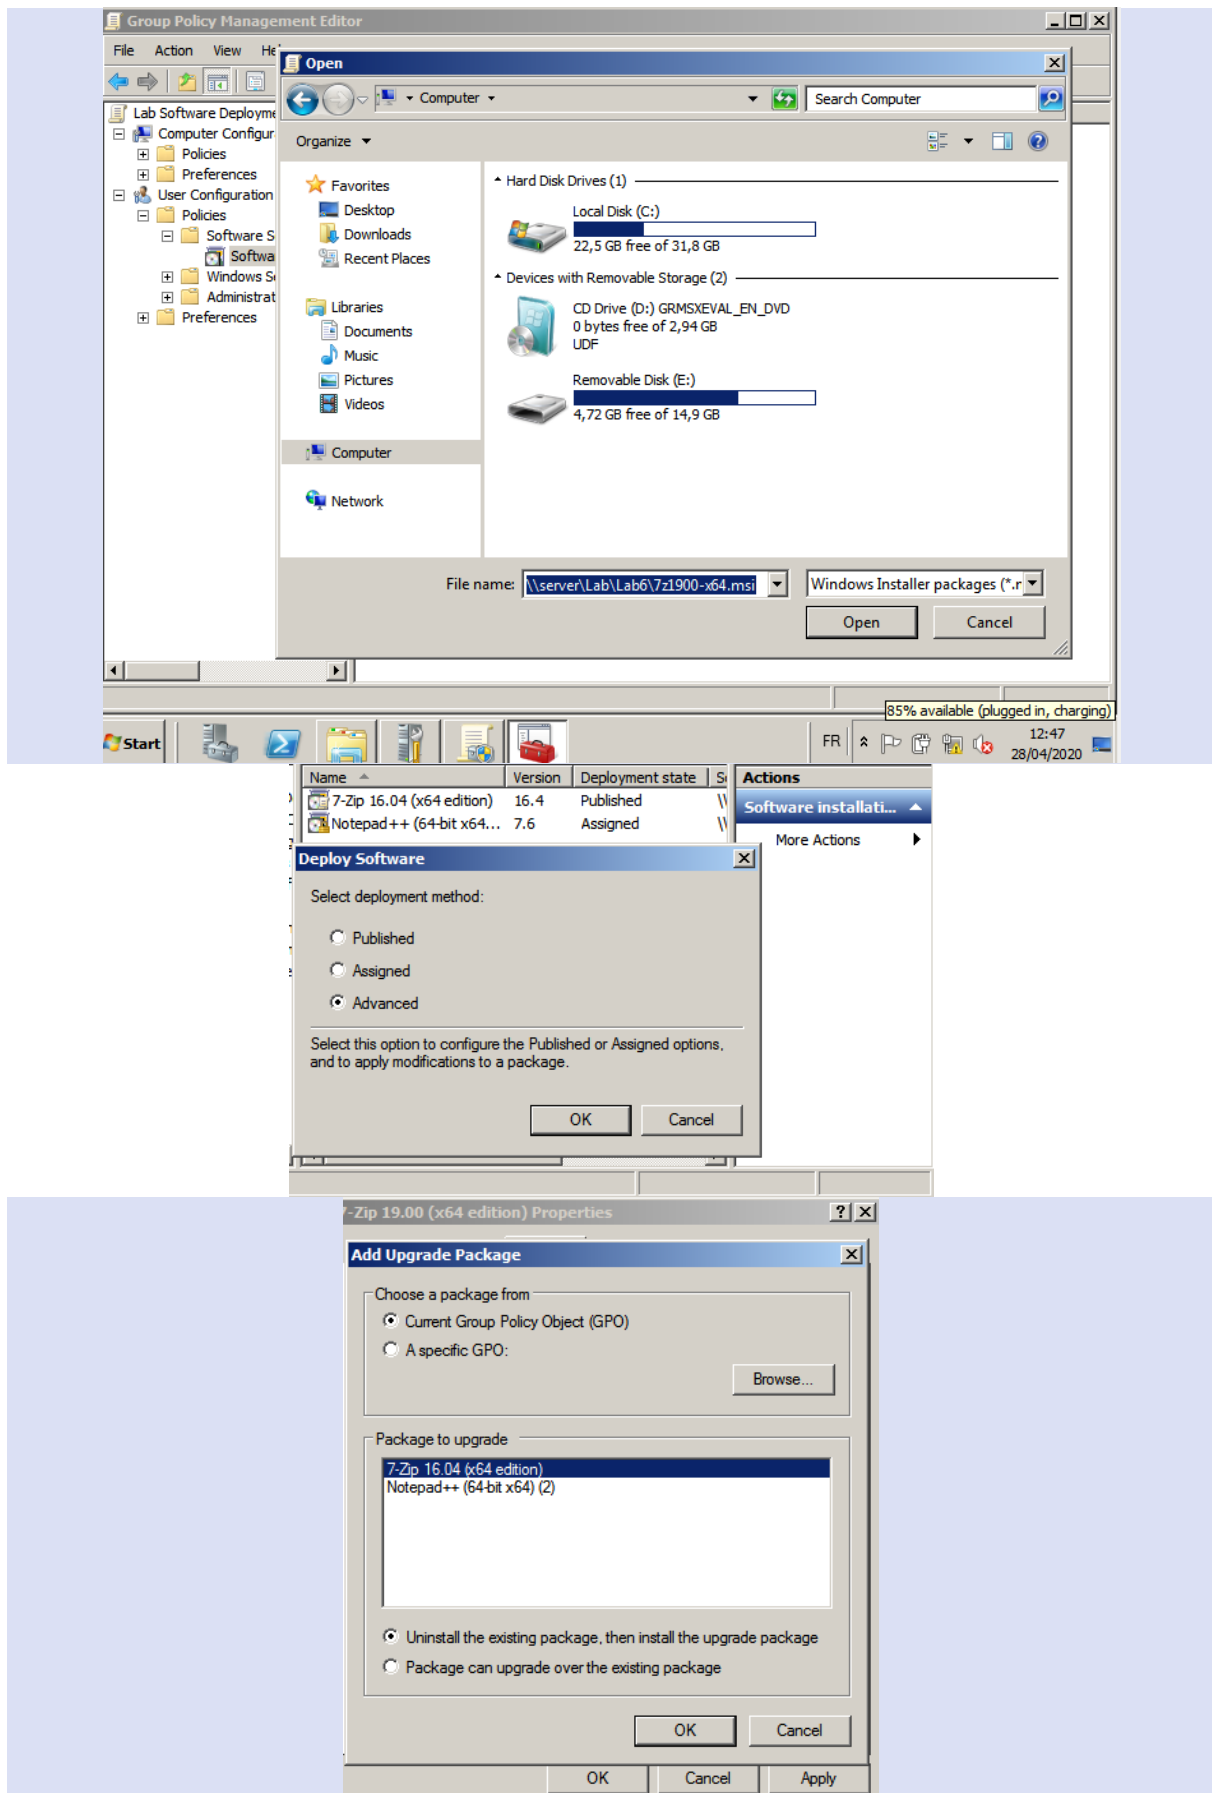 Group Policy Management Editor
File Action View He
Open
Computer
Search Computer
Organize
Lab Software Deployme
Computer Configur
Policies
Preferences
User Configuration
Policies
Software S
Softwa
Windows Se
Administrat
Preferences
Favorites
Desktop
Downloads
Recent Places
Libraries
Documents
Music
Pictures
Videos
Computer
Network
Hard Disk Drives (1)
Local Disk (C:)
22,5 GB free of 31,8 GB
Devices with Removable Storage (2)
CD Drive (D:) GRMSXEVAL_EN_DVD
0 bytes free of 2,94 GB
UDF
Removable Disk (E:)
4,72 GB free of 14,9 GB
File name: \\server\Lab\Lab6\7z1900-x64.msi
Windows Installer packages (*.r
Open Cancel
85% available (plugged in, charging)
Start
FR
12:47
28/04/2020
Name Version Deployment state S
7-Zip 16.04 (x64 edition) 16.4 Published \\
Notepad++ (64-bit x64... 7.6 Assigned \\
Actions
Software installati...
More Actions
Deploy Software
Select deployment method:
Published
Assigned
Advanced
Select this option to configure the Published or Assigned options,
and to apply modifications to a package.
OK Cancel
7-Zip 19.00 (x64 edition) Properties
Add Upgrade Package
Choose a package from
Current Group Policy Object (GPO)
A specific GPO:
Browse...
Package to upgrade
7-Zip 16.04 (x64 edition)
Notepad++ (64-bit x64) (2)
Uninstall the existing package, then install the upgrade package
Package can upgrade over the existing package
OK Cancel
OK Cancel Apply